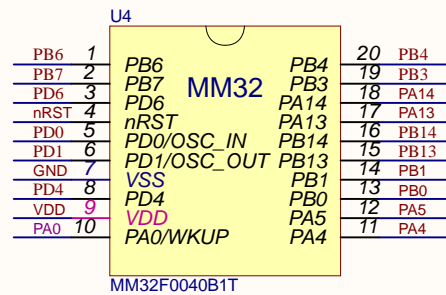 U4
PB6 1 PB6 PB4 20 PB4
PB7 2 PB7 PB3 19 PB3
PD6 3 PD6 MM32 PA14 18 PA14
nRST 4 nRST PA13 17 PA13
PD0 5 PD0/OSC_IN PB14 16 PB14
PD1 6 PD1/OSC_OUT PB13 15 PB13
GND 7 VSS PB1 14 PB1
PD4 8 PD4 PB0 13 PB0
VDD 9 VDD PA5 12 PA5
PA0 10 PA0/WKUP PA4 11 PA4
MM32F0040B1T